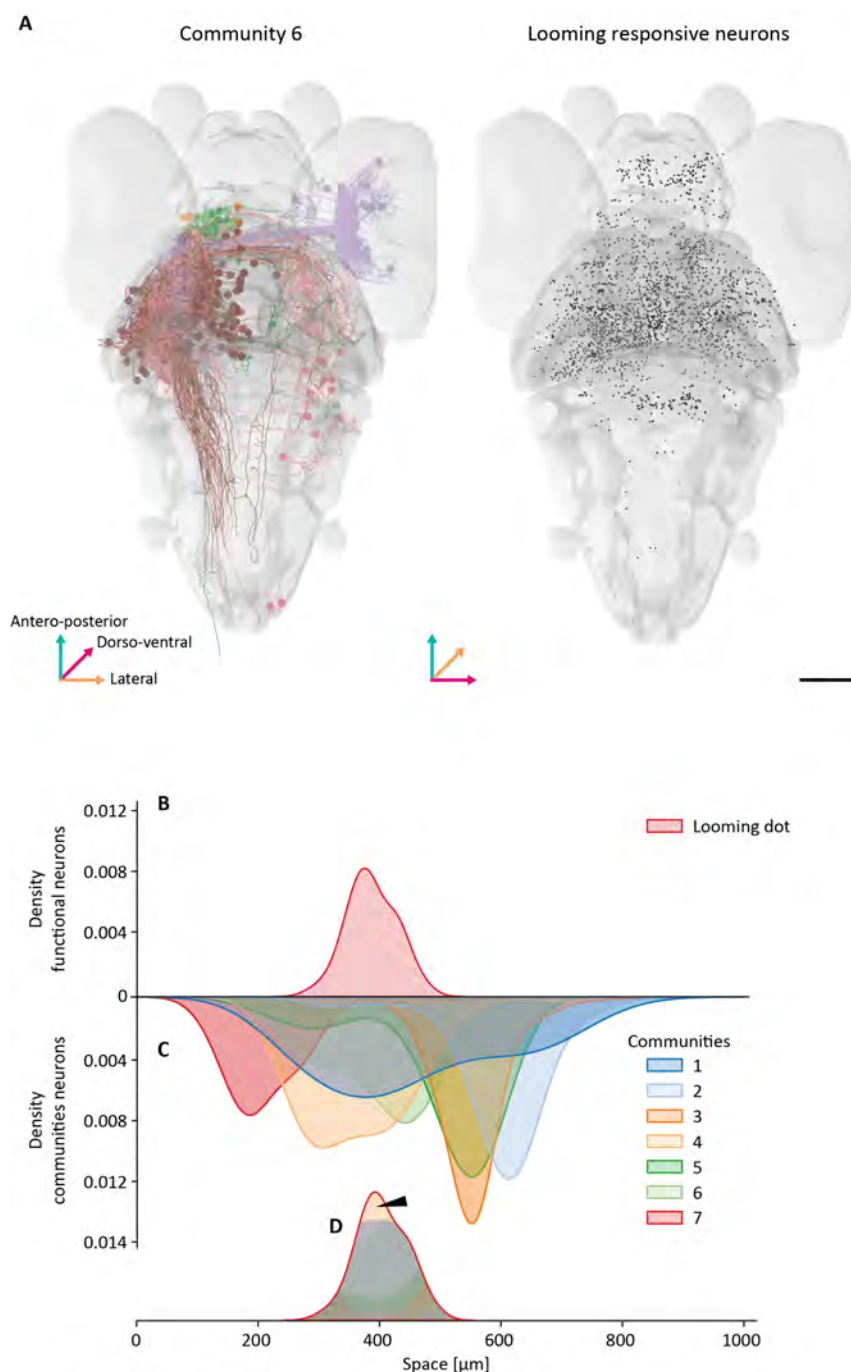 A
Community 6
Looming responsive neurons
Antero-posterior
Dorso-ventral
Lateral
B
0.012
0.008
0.004
0
Density
functional neurons
Looming dot
C
0.004
0.008
0.012
0.014
Density
communities neurons
Communities
1
2
3
4
5
6
7
D
0
200
400
600
800
1000
Space [μm]